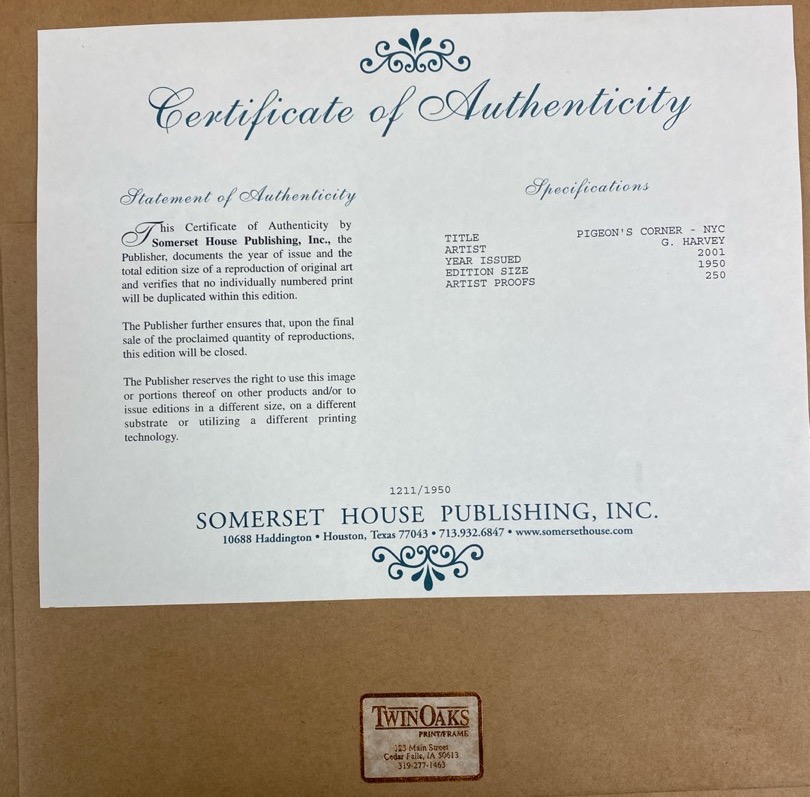 Certificate of Authenticity
Statement of Authenticity
This Certificate of Authenticity by
Somerset House Publishing, Inc., the
Publisher, documents the year of issue and the
total edition size of a reproduction of original art
and verifies that no individually numbered print
will be duplicated within this edition.
The Publisher further ensures that, upon the final
sale of the proclaimed quantity of reproductions,
this edition will be closed.
The Publisher reserves the right to use this image
or portions thereof on other products and/or to
issue editions in a different size, on a different
substrate or utilizing a different printing
technology.
Specifications
TITLE PIGEON'S CORNER - NYC
ARTIST G. HARVEY
YEAR ISSUED 2001
EDITION SIZE 1950
ARTIST PROOFS 250
1211/1950
SOMERSET HOUSE PUBLISHING, INC.
10688 Haddington • Houston, Texas 77043 • 713.932.6847 • www.somersethouse.com
TWIN OAKS
PRINT/FRAME
123 Main Street
Cedar Falls, IA 50613
319-277-1463